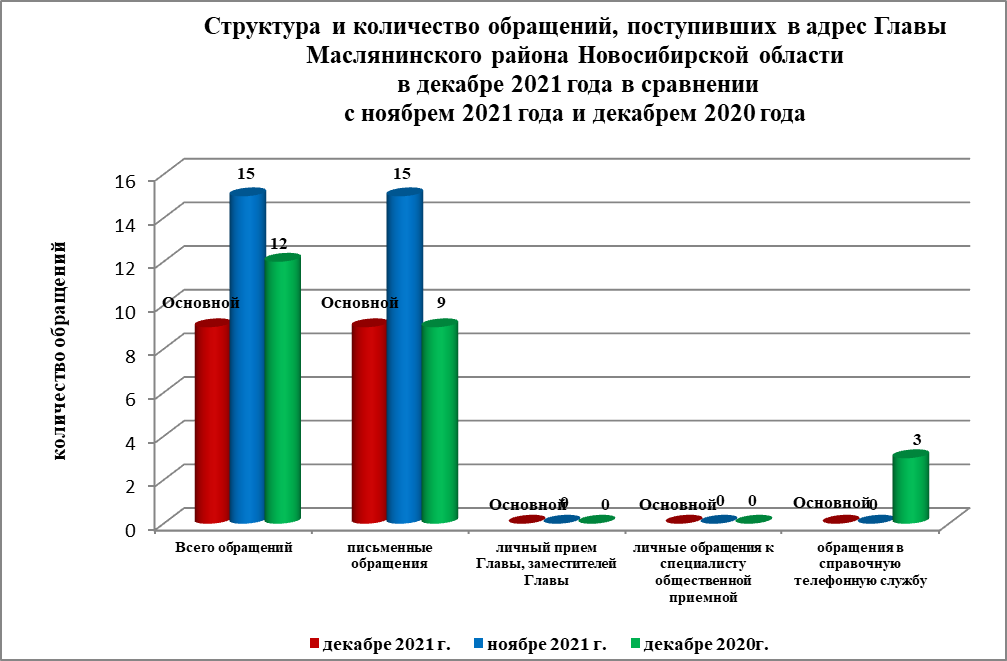 Структура и количество обращений, поступивших в адрес Главы
Маслянинского района Новосибирской области
в декабре 2021 года в сравнении
с ноябрем 2021 года и декабрем 2020 года
количество обращений
16
14
12
10
8
6
4
2
0
Основной
15
12
Основной
15
9
Основной
0
0
Основной
0
0
Основной
0
3
Всего обращений
письменные
обращения
личный прием
Главы, заместителей
Главы
личные обращения к
специалисту
общественной
приемной
обращения в
справочную
телефонную службу
декабре 2021 г.
ноябре 2021 г.
декабре 2020г.